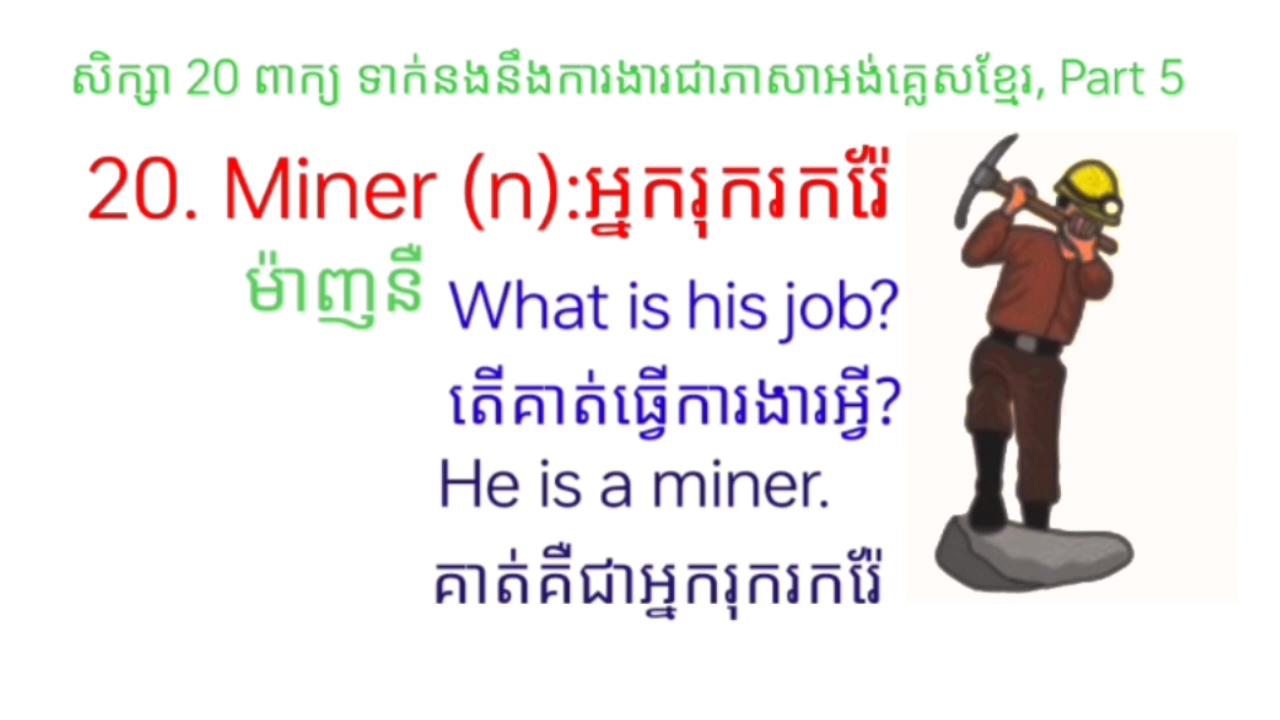 សិក្សា 20 ពាក្យ ទាក់នងនឹងការងារជាភាសាអង់គ្លេសខ្មែរ, Part 5
20. Miner (n):អ្នករុករករ៉ែ
ម៉ាញនឺ
What is his job?
តើគាត់ធ្វើការងារអ្វី?
He is a miner.
គាត់គឺជាអ្នករុករករ៉ែ